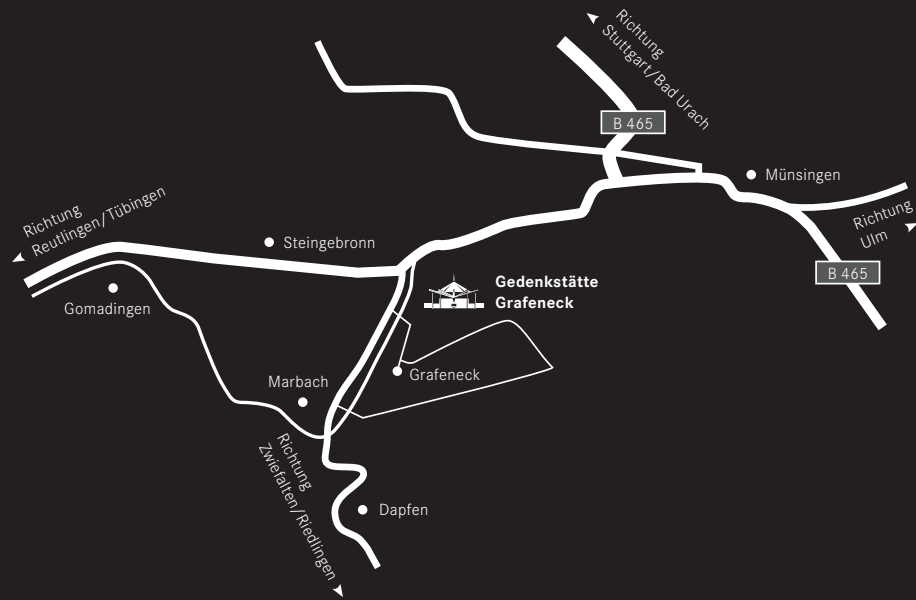 Richtung
Stuttgart/Bad Urach
B 465
Münsingen
Richtung
Reutlingen/Tübingen
Steingebronn
Richtung
Ulm
B 465
Gedenkstätte
Grafeneck
Gomadingen
Grafeneck
Marbach
Richtung
Zwiefalten/Riedlingen
Dapfen